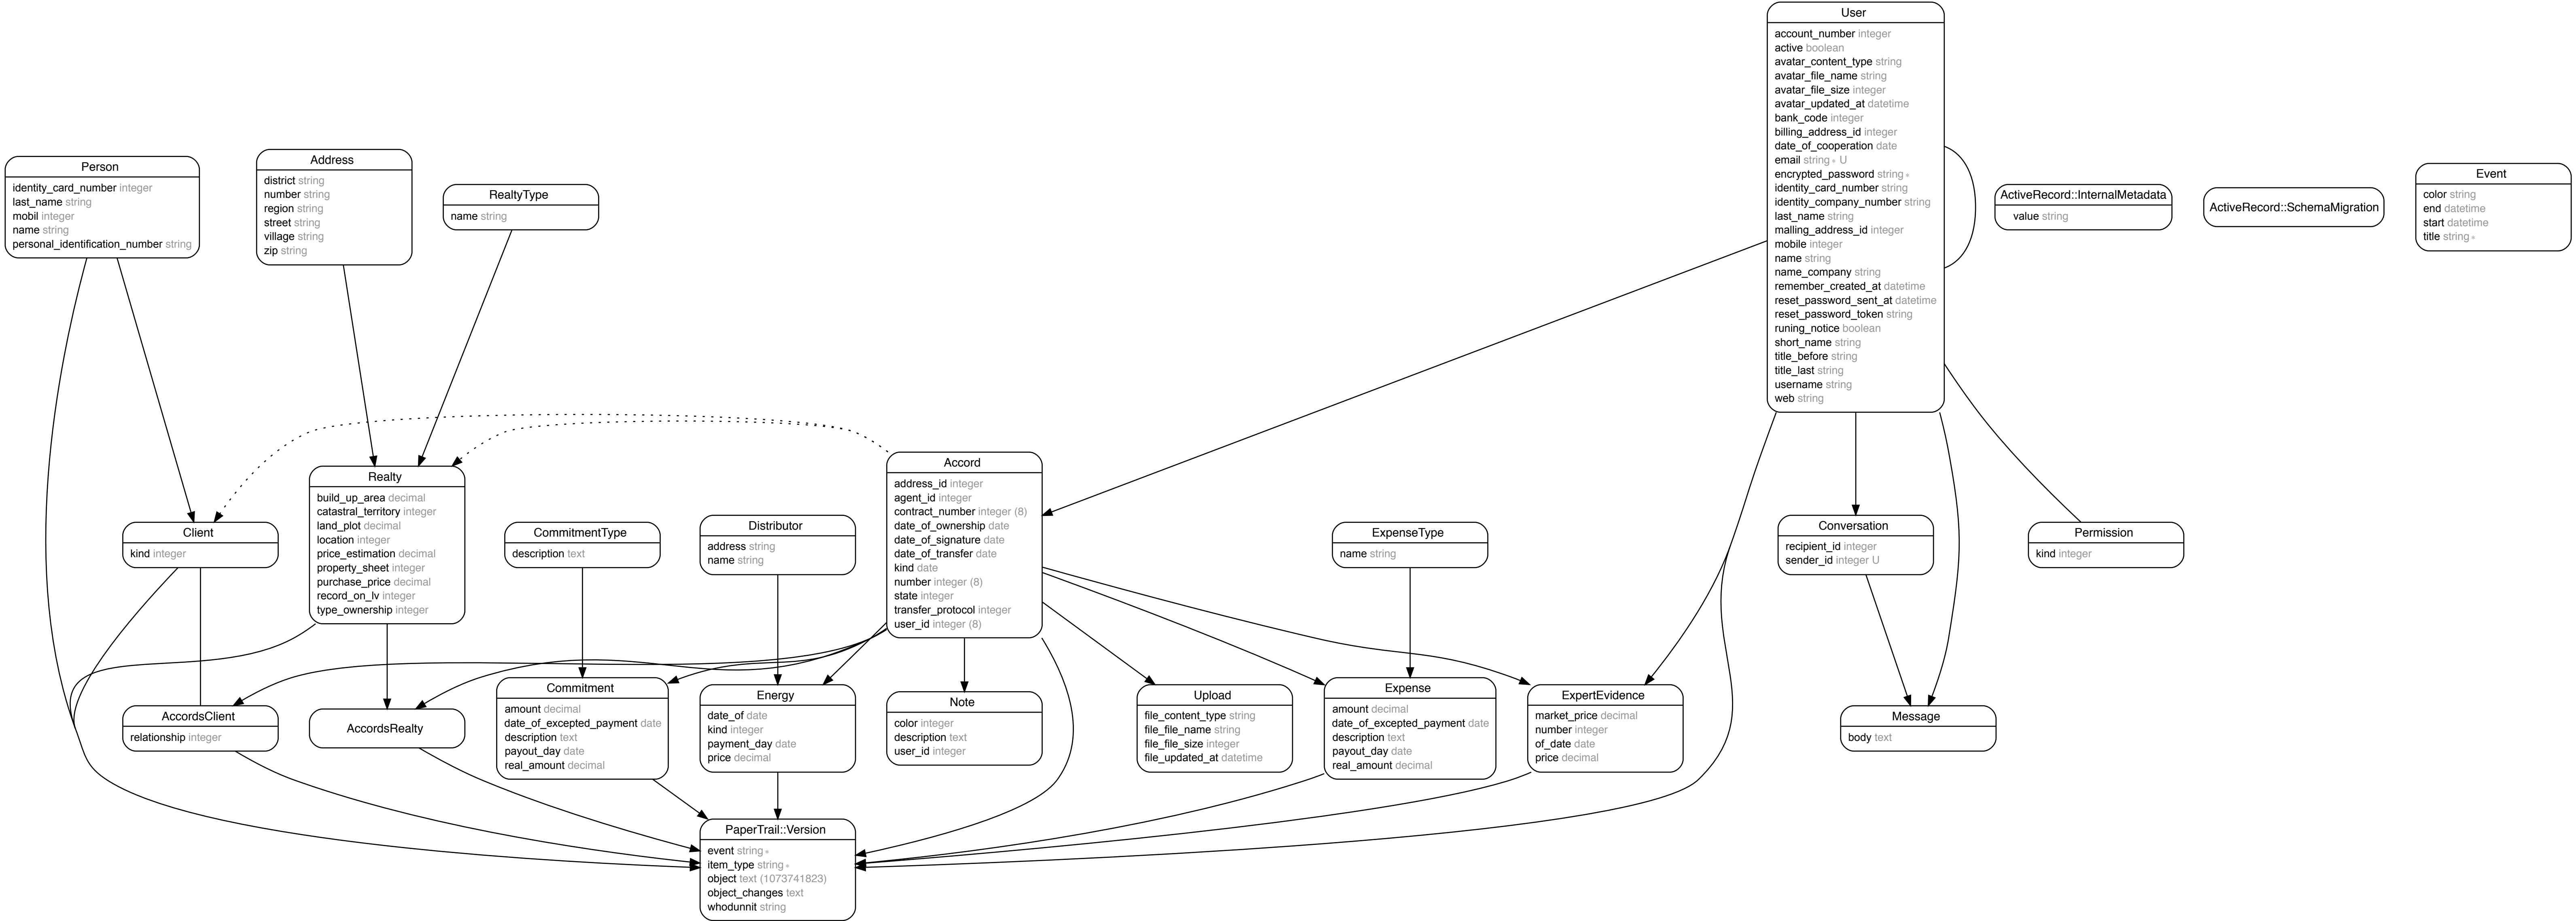 User
account_number integer
active boolean
avatar_content_type string
avatar_file_name string
avatar_file_size integer
avatar_updated_at datetime
bank_code integer
billing_address_id integer
date_of_cooperation date
email string∗ U
encrypted_password string∗
identity_card_number string
identity_company_number string
last_name string
malling_address_id integer
mobile integer
name string
name_company string
remember_created_at datetime
reset_password_sent_at datetime
reset_password_token string
runing_notice boolean
short_name string
title_before string
title_last string
username string
web string
Person
identity_card_number integer
last_name string
mobil integer
name string
personal_identification_number string
Address
district string
number string
region string
street string
village string
zip string
RealtyType
name string
ActiveRecord::InternalMetadata
value string
ActiveRecord::SchemaMigration
Event
color string
end datetime
start datetime
title string∗
Client
kind integer
Realty
build_up_area decimal
catastral_territory integer
land_plot decimal
location integer
price_estimation decimal
property_sheet integer
purchase_price decimal
record_on_lv integer
type_ownership integer
CommitmentType
description text
Distributor
address string
name string
Accord
address_id integer
agent_id integer
contract_number integer (8)
date_of_ownership date
date_of_signature date
date_of_transfer date
kind date
number integer (8)
state integer
transfer_protocol integer
user_id integer (8)
ExpenseType
name string
Conversation
recipient_id integer
sender_id integer U
Permission
kind integer
AccordsClient
relationship integer
AccordsRealty
Commitment
amount decimal
date_of_excepted_payment date
description text
payout_day date
real_amount decimal
Energy
date_of date
kind integer
payment_day date
price decimal
Note
color integer
description text
user_id integer
Upload
file_content_type string
file_file_name string
file_file_size integer
file_updated_at datetime
Expense
amount decimal
date_of_excepted_payment date
description text
payout_day date
real_amount decimal
ExpertEvidence
market_price decimal
number integer
of_date date
price decimal
Message
body text
PaperTrail::Version
event string∗
item_type string∗
object text (1073741823)
object_changes text
whodunnit string